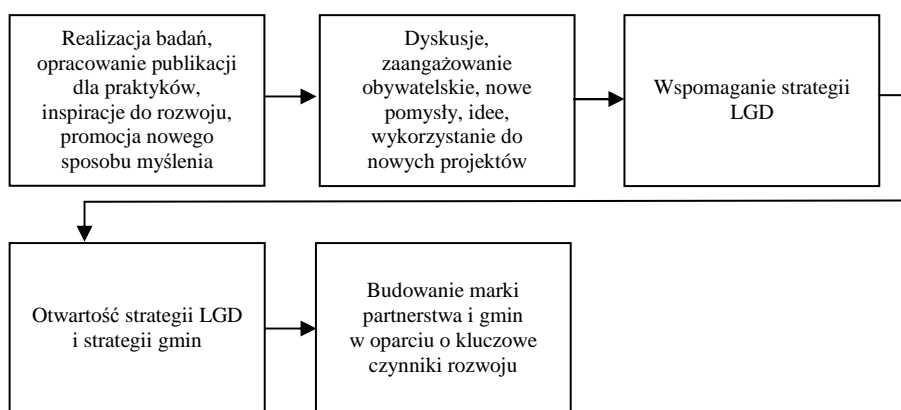 Realizacja badań,
opracowanie publikacji
dla praktyków,
inspiracje do rozwoju,
promocja nowego
sposobu myślenia
Dyskusje,
zaangażowanie
obywatelskie, nowe
pomysły, idee,
wykorzystanie do
nowych projektów
Wspomaganie strategii
LGD
Otwartość strategii LGD
i strategii gmin
Budowanie marki
partnerstwa i gmin
w oparciu o kluczowe
czynniki rozwoju